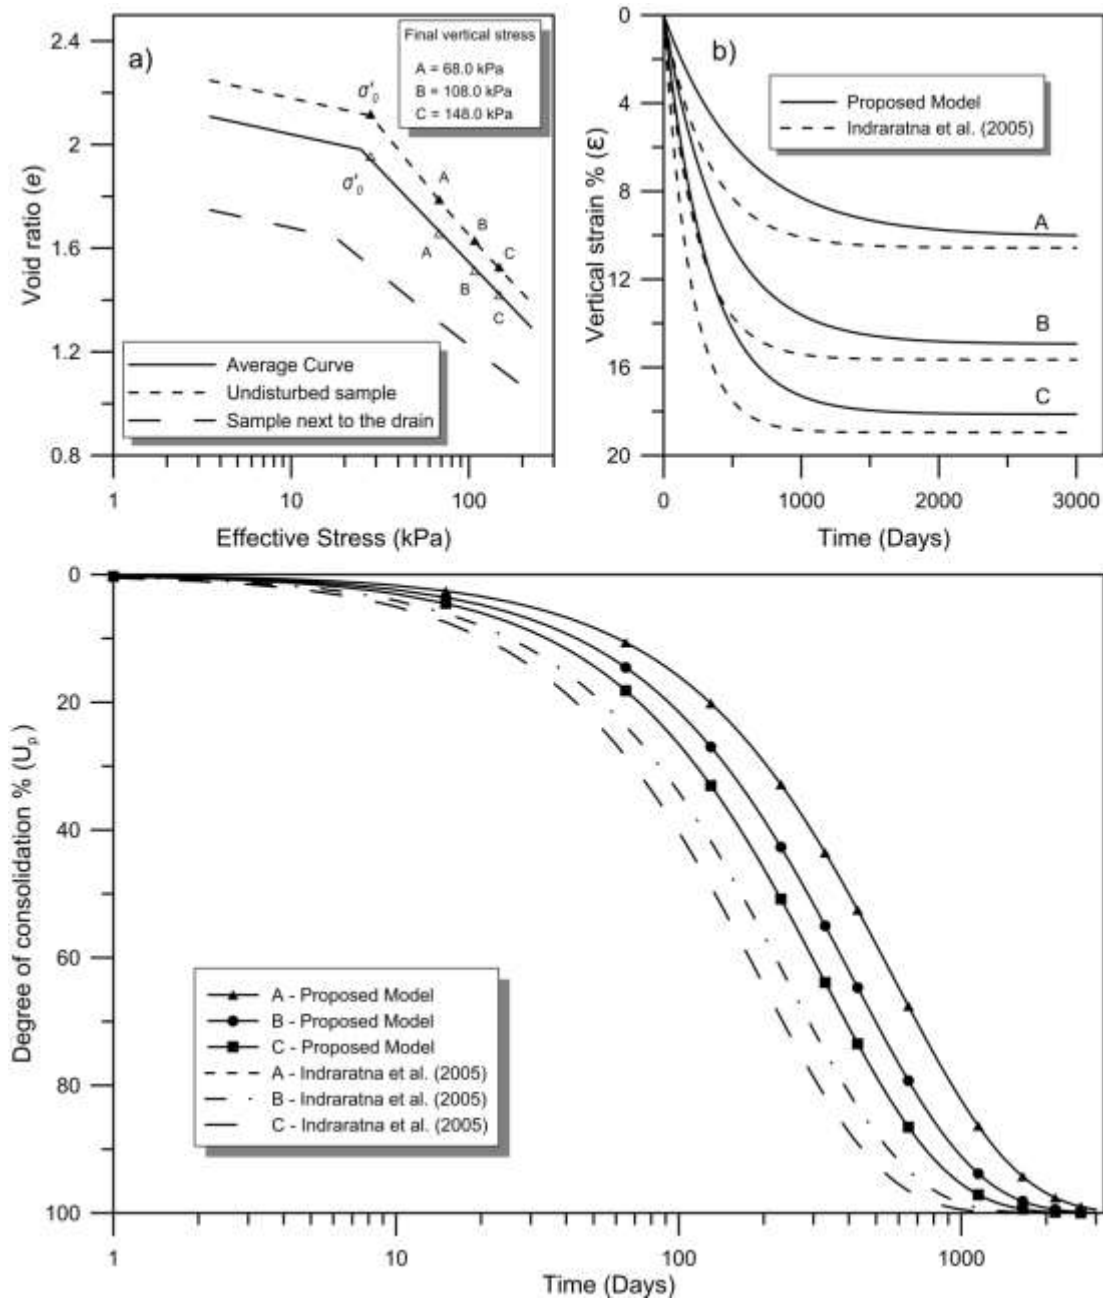 a)
Final vertical stress
A = 68.0 kPa
B = 108.0 kPa
C = 148.0 kPa
2.4
2
1.6
1.2
0.8
Void ratio (e)
σ'₀
σ'₀
A
B
C
A
B
C
Average Curve
Undisturbed sample
Sample next to the drain
1
10
100
Effective Stress (kPa)
b)
0
4
8
12
16
20
Vertical strain % (ε)
Proposed Model
Indraratna et al. (2005)
A
B
C
0
1000
2000
3000
Time (Days)
0
20
40
60
80
100
Degree of consolidation % (Uₚ)
A - Proposed Model
B - Proposed Model
C - Proposed Model
A - Indraratna et al. (2005)
B - Indraratna et al. (2005)
C - Indraratna et al. (2005)
1
10
100
1000
Time (Days)